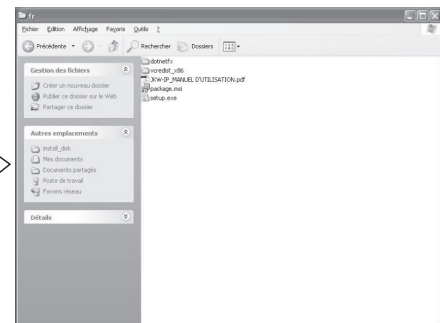 fr
Fichier Edition Affichage Favoris Outils ?
Précédente Rechercher Dossiers
Gestion des fichiers
Créer un nouveau dossier
Publier ce dossier sur le Web
Partager ce dossier
Autres emplacements
install_disk
Mes documents
Documents partagés
Poste de travail
Favoris réseau
Détails
dotnetfx
vcredist_x86
JKW-IP_MANUEL D'UTILISATION.pdf
package.msi
setup.exe